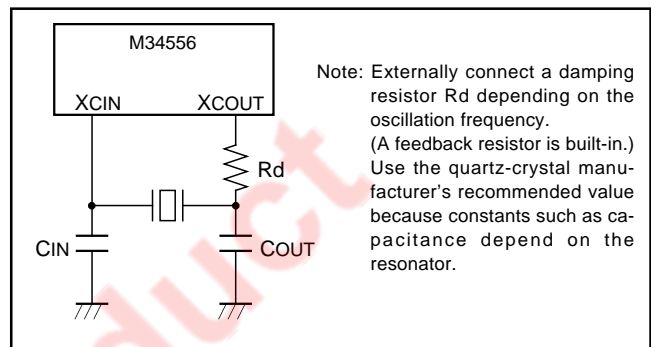 M34556
XCIN XCOUT
Rd
CIN COUT
Note: Externally connect a damping
resistor Rd depending on the
oscillation frequency.
(A feedback resistor is built-in.)
Use the quartz-crystal manu-
facturer's recommended value
because constants such as ca-
pacitance depend on the
resonator.
duct